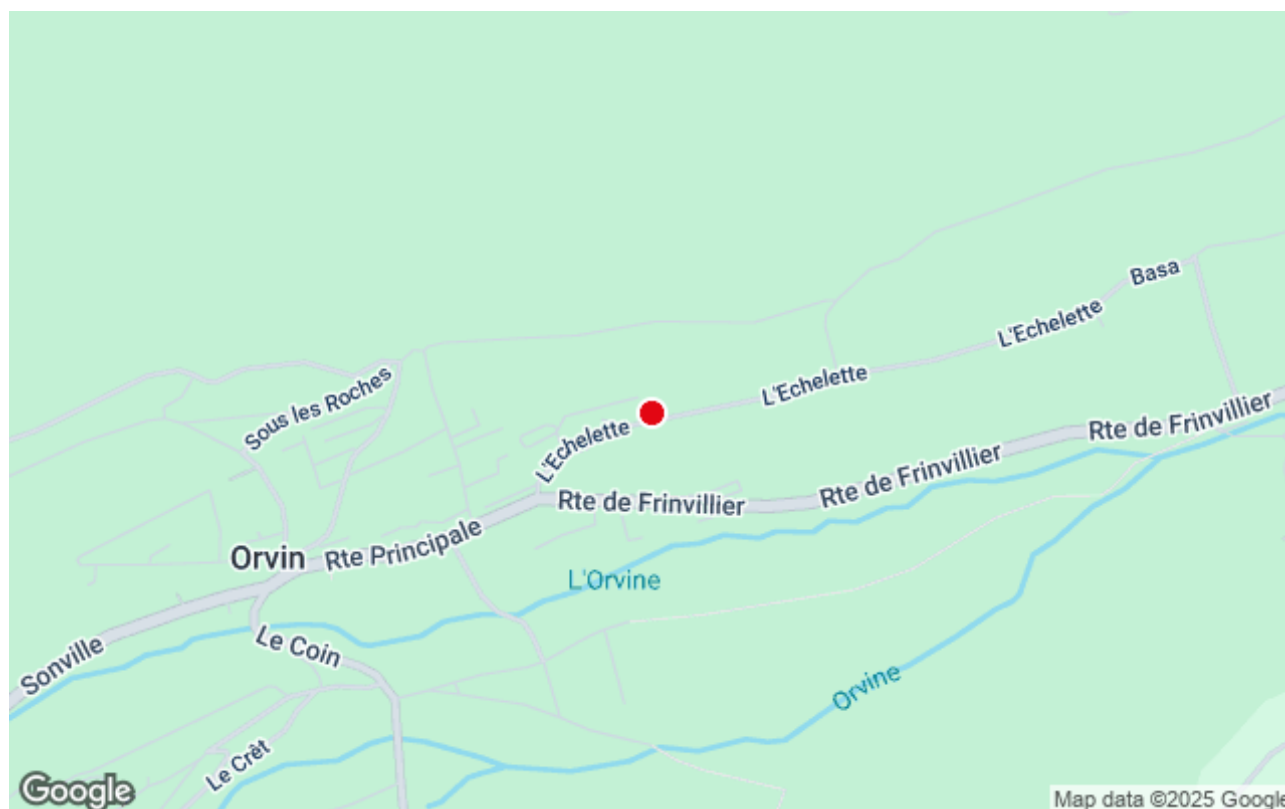 Basa
L'Echelette
L'Echelette
Sous les Roches
L'Echelette
Rte de Frinvillier
Rte de Frinvillier
Rte de Frinvillier
Rte Principale
Orvin
L'Orvine
Le Coin
Sonville
Orvine
Le Crêt
Google
Map data ©2025 Google